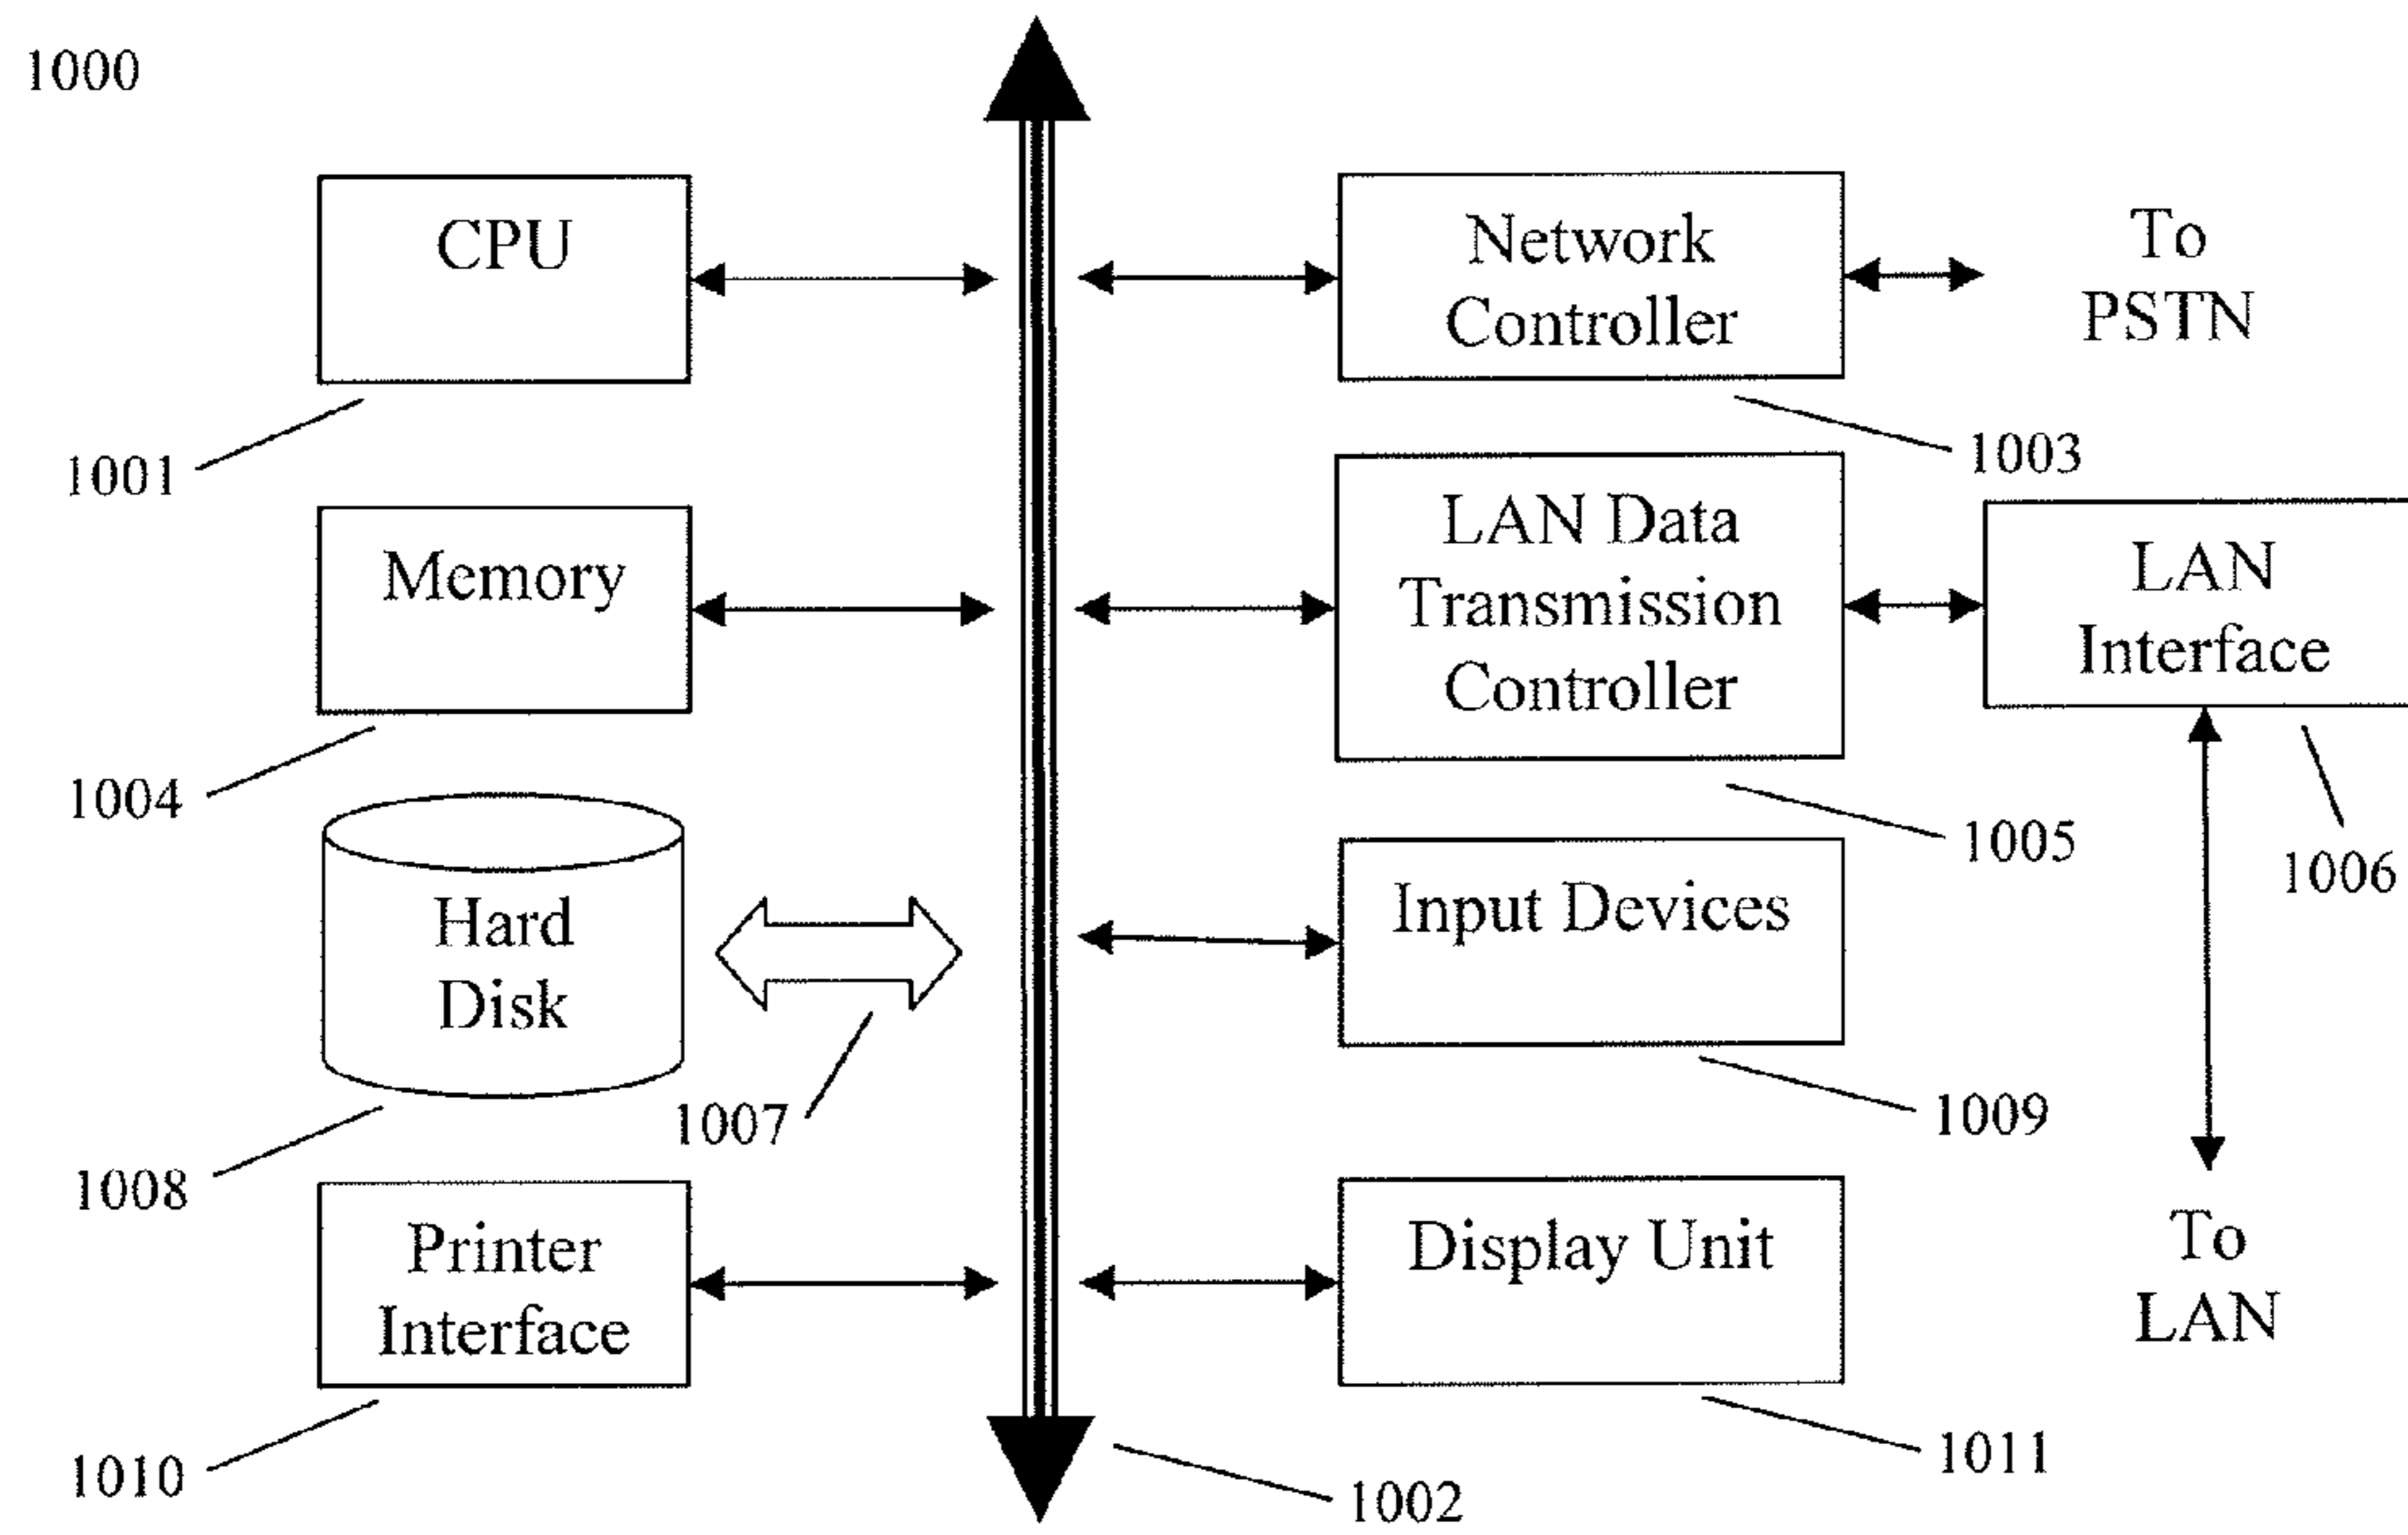 1000
CPU
Network
Controller
To
PSTN
1001
1003
Memory
LAN Data
Transmission
Controller
LAN
Interface
1004
1005
1006
Hard
Disk
Input Devices
1007
1009
1008
Printer
Interface
Display Unit
To
LAN
1010
1011
1002